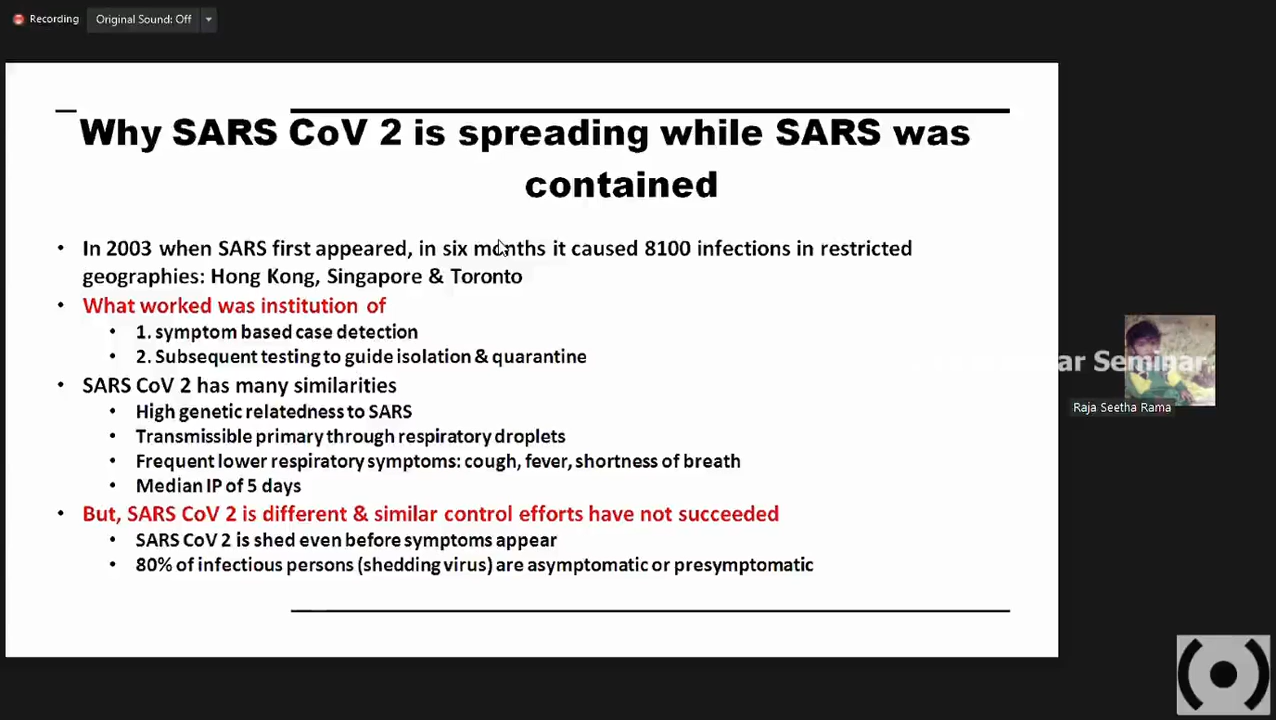 Recording
Original Sound: Off
Why SARS CoV 2 is spreading while SARS was
contained
• In 2003 when SARS first appeared, in six months it caused 8100 infections in restricted
geographies: Hong Kong, Singapore & Toronto
• What worked was institution of
• 1. symptom based case detection
• 2. Subsequent testing to guide isolation & quarantine
• SARS CoV 2 has many similarities
• High genetic relatedness to SARS
• Transmissible primary through respiratory droplets
• Frequent lower respiratory symptoms: cough, fever, shortness of breath
• Median IP of 5 days
• But, SARS CoV 2 is different & similar control efforts have not succeeded
• SARS CoV 2 is shed even before symptoms appear
• 80% of infectious persons (shedding virus) are asymptomatic or presymptomatic
ar Seminar
Raja Seetha Rama